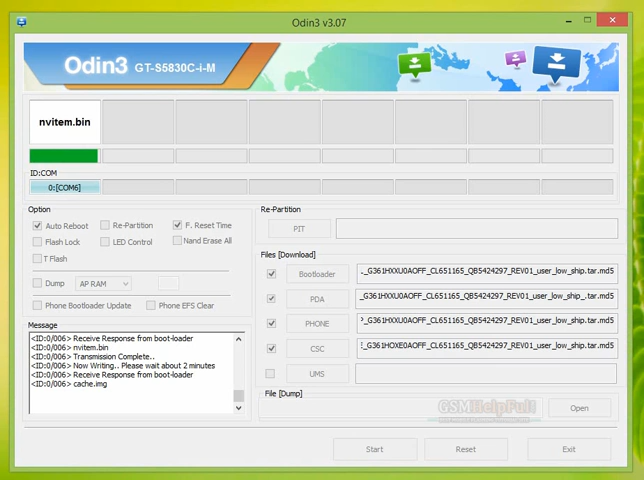 Odin3 v3.07
Odin3 GT-S5830C-i-M
nvitem.bin
ID:COM
0:[COM6]
Option
Auto Reboot
Re-Partition
F. Reset Time
Flash Lock
LED Control
Nand Erase All
T Flash
Dump
AP RAM
Phone Bootloader Update
Phone EFS Clear
Message
<ID:0/006> Receive Response from boot-loader
<ID:0/006> nvitem.bin
<ID:0/006> Transmission Complete..
<ID:0/006> Now Writing.. Please wait about 2 minutes
<ID:0/006> Receive Response from boot-loader
<ID:0/006> cache.img
Re-Partition
PIT
Files [Download]
Bootloader
_G361HXXU0AOFF_CL651165_QB5424297_REV01_user_low_ship.tar.md5
PDA
_G361HXXU0AOFF_CL651165_QB5424297_REV01_user_low_ship_.tar.md5
PHONE
_G361HXXU0AOFF_CL651165_QB5424297_REV01_user_low_ship.tar.md5
CSC
_G361HOXE0AOFF_CL651165_QB5424297_REV01_user_low_ship.tar.md5
UMS
File [Dump]
GSMHelpFul!
Open
Start
Reset
Exit